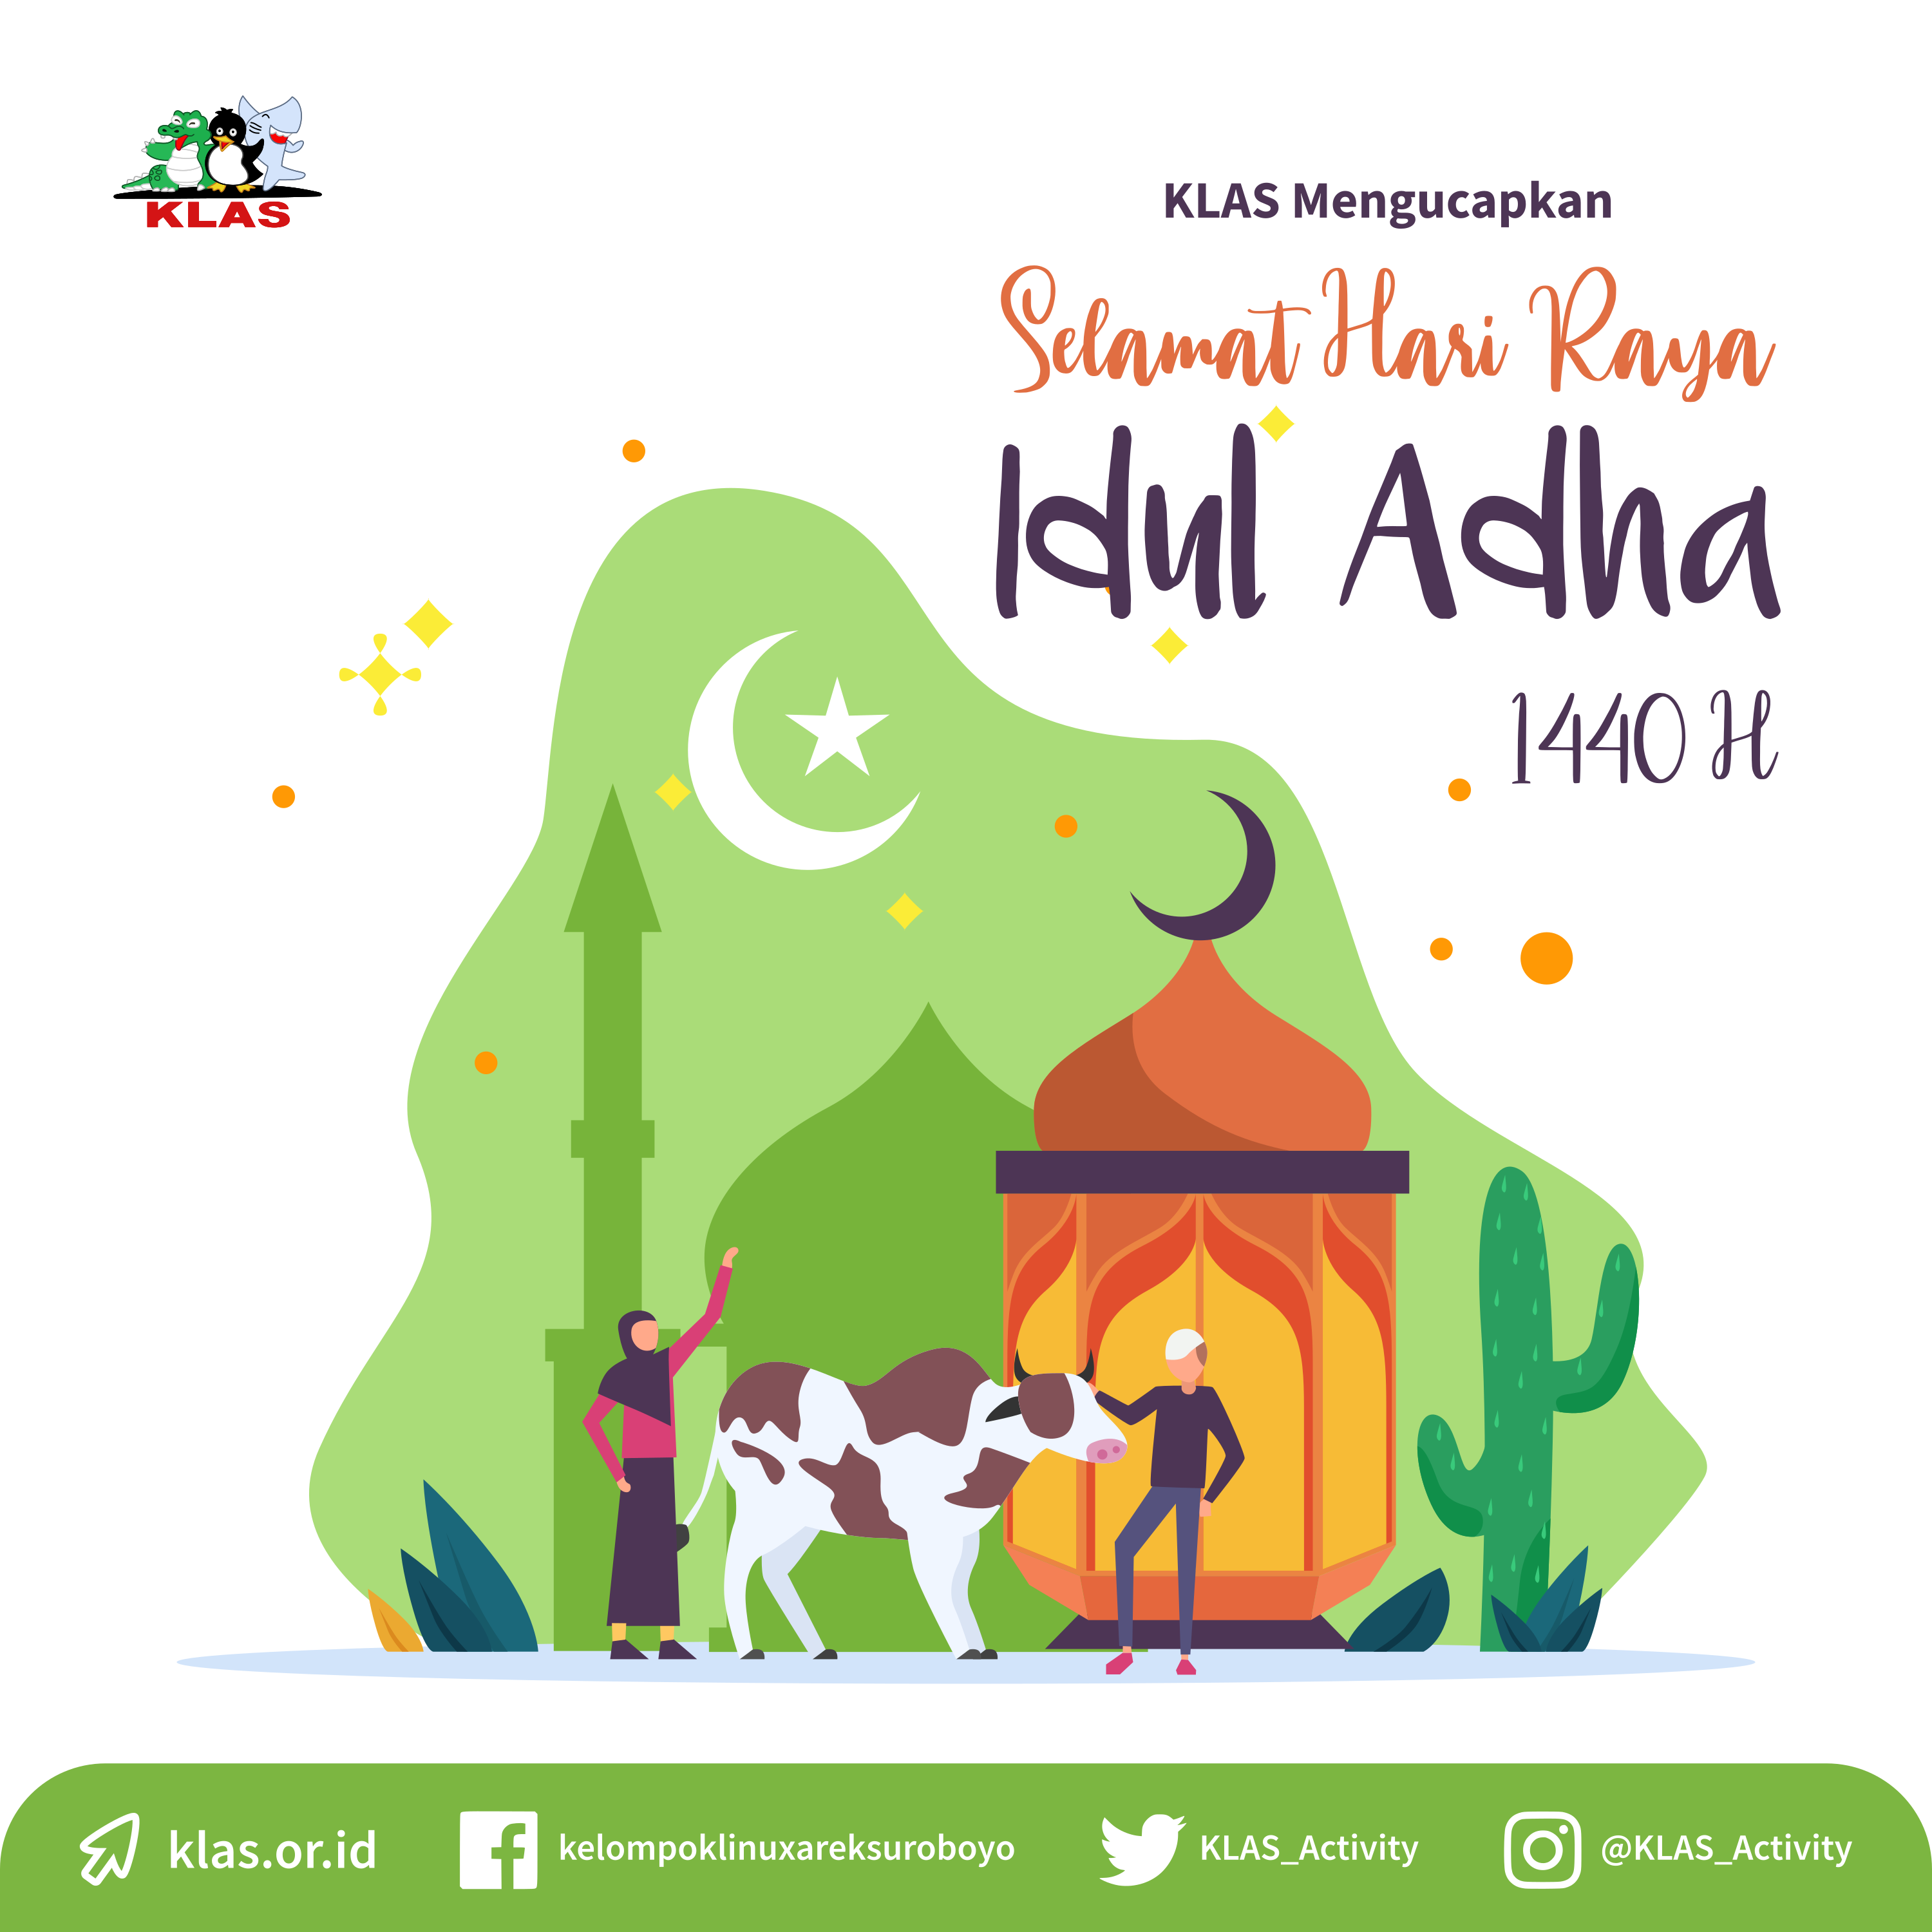 KLAS
KLAS Mengucapkan
Selamat Hari Raya
Idul Adha
1440 H
klas.or.id
kelompoklinuxareksuroboyo
KLAS_Activity
@KLAS_Activity